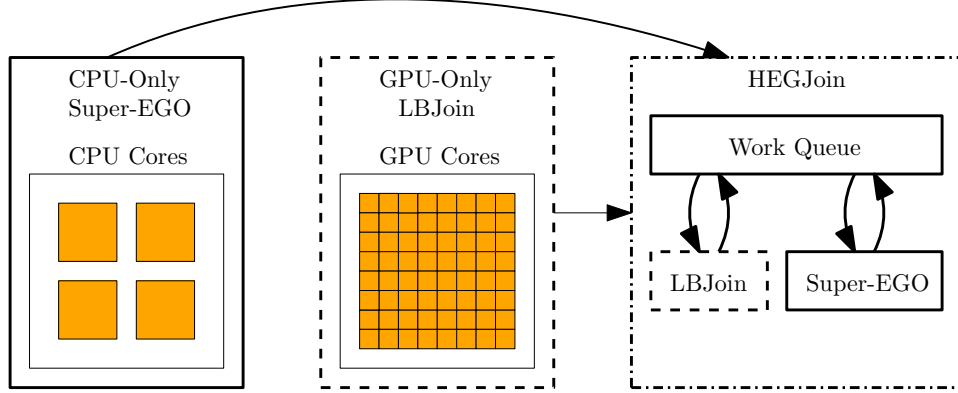 CPU-Only
Super-EGO
CPU Cores
GPU-Only
LBJoin
GPU Cores
HEGJoin
Work Queue
LBJoin
Super-EGO